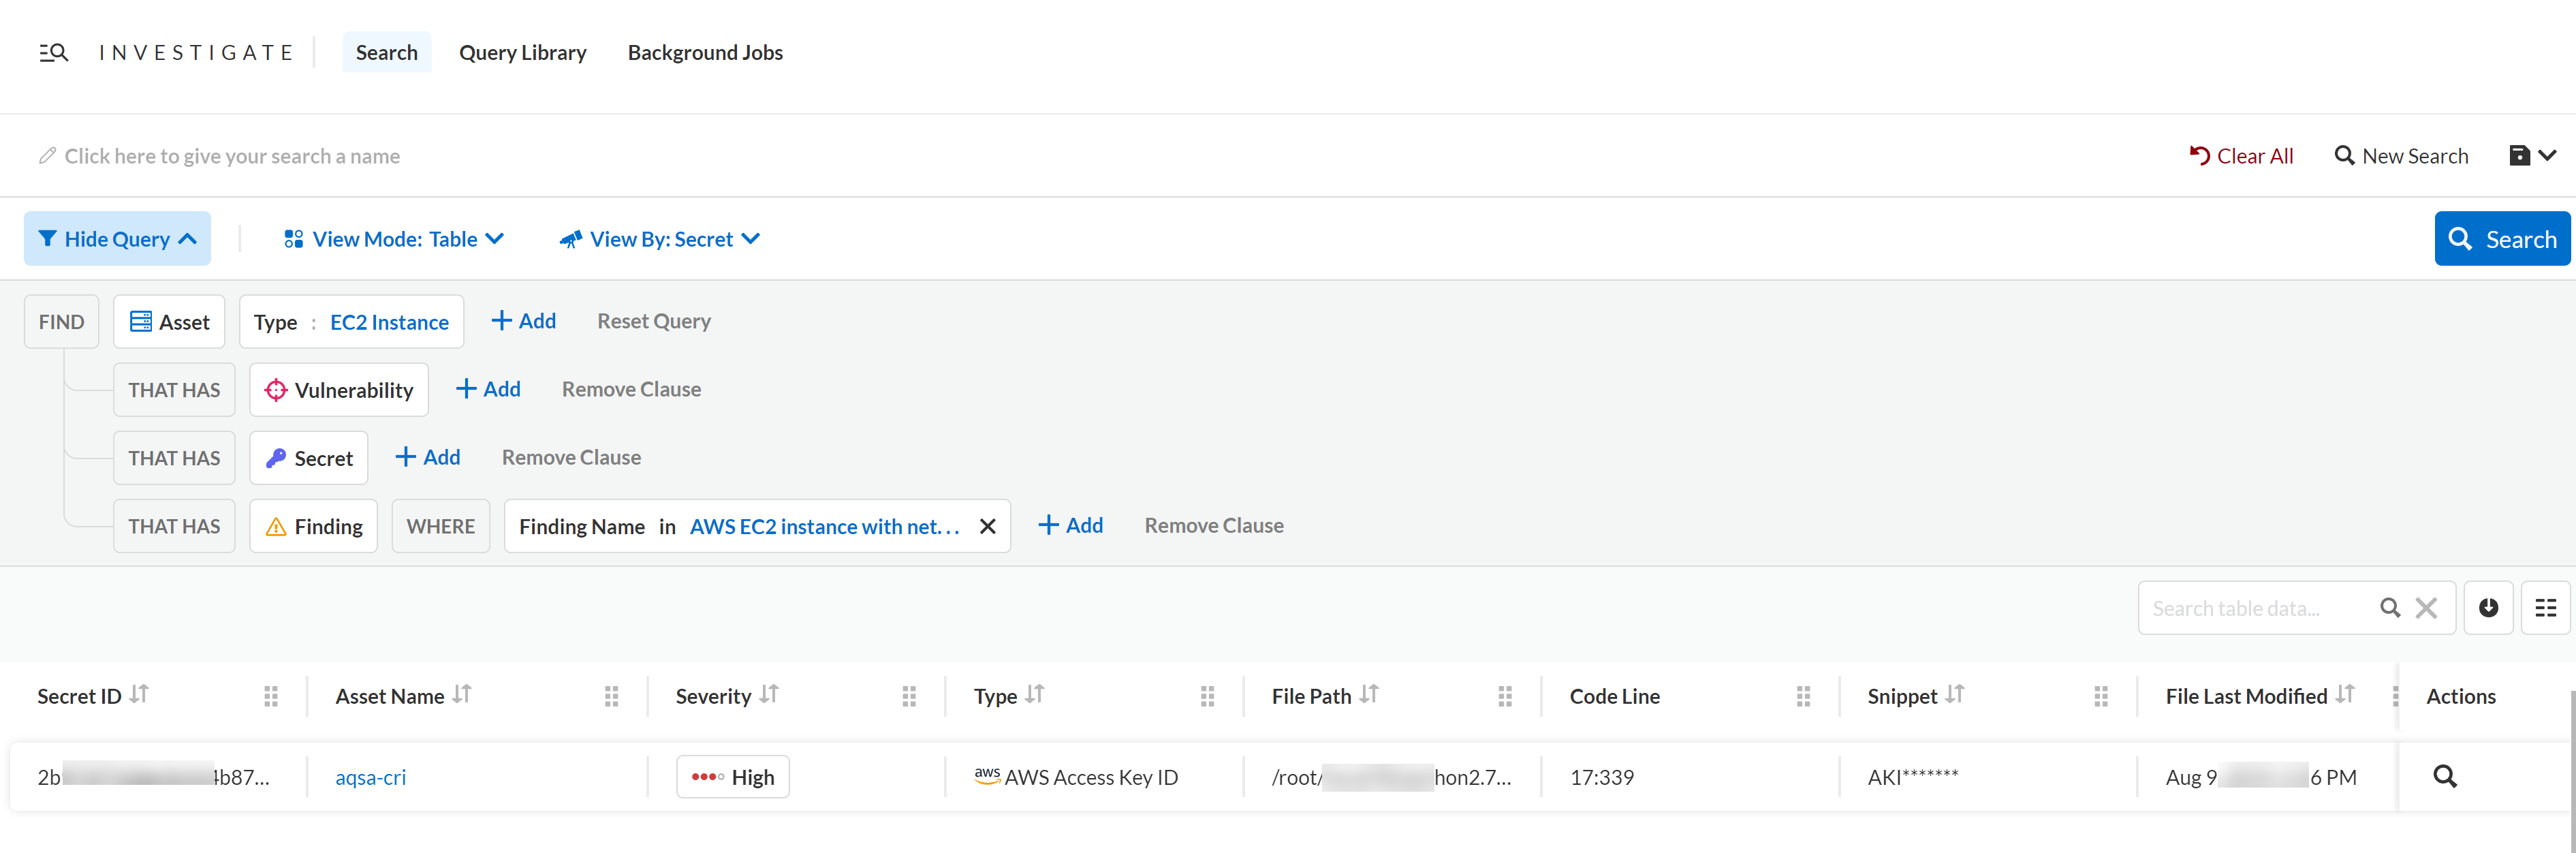 INVESTIGATE Search Query Library Background Jobs
Click here to give your search a name Clear All New Search
Hide Query View Mode: Table View By: Secret Search
FIND Asset Type : EC2 Instance Add Reset Query
THAT HAS Vulnerability Add Remove Clause
THAT HAS Secret Add Remove Clause
THAT HAS Finding WHERE Finding Name in AWS EC2 instance with net... Add Remove Clause
Search table data...
Secret ID Asset Name Severity Type File Path Code Line Snippet File Last Modified Actions
4b87... aqsa-cri High aws AWS Access Key ID /root/ hon2.7... 17:339 AKI******* Aug 9 6 PM